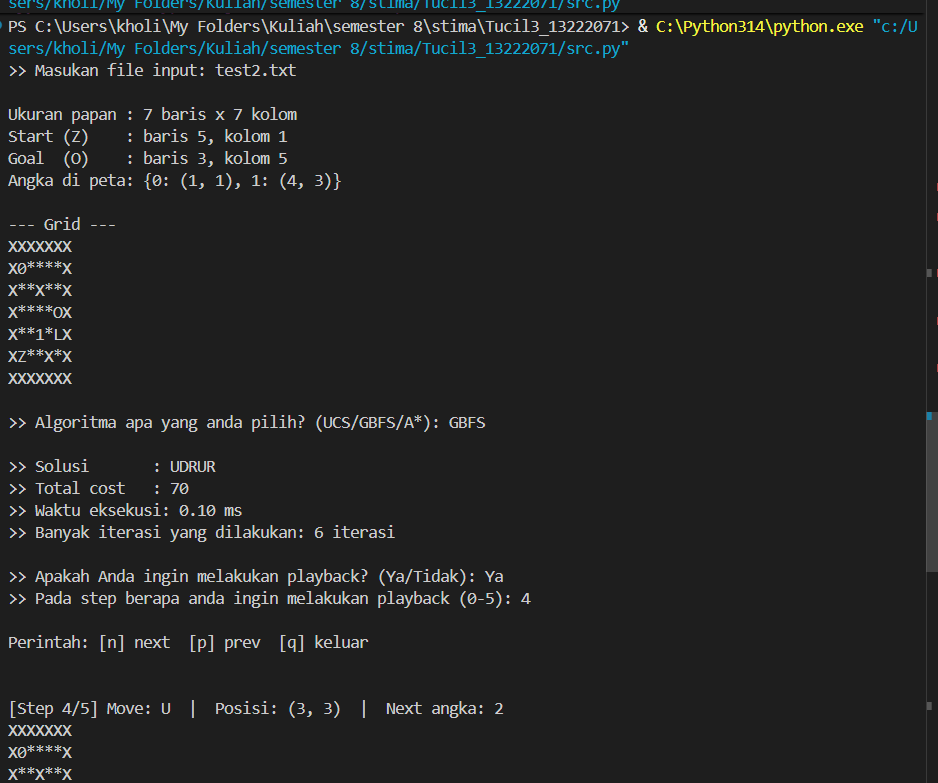 sers/kholi/My Folders/Kuliah/semester 8/stima/Tucil3_13222071/src.py
PS C:\Users\kholi\My Folders\Kuliah\semester 8\stima\Tucil3_13222071> & C:\Python314\python.exe "c:/U
sers/kholi/My Folders/Kuliah/semester 8/stima/Tucil3_13222071/src.py"
>> Masukan file input: test2.txt
Ukuran papan : 7 baris x 7 kolom
Start (Z)    : baris 5, kolom 1
Goal  (O)    : baris 3, kolom 5
Angka di peta: {0: (1, 1), 1: (4, 3)}
--- Grid ---
XXXXXXX
X0****X
X**X**X
X****OX
X**1*LX
XZ**X*X
XXXXXXX
>> Algoritma apa yang anda pilih? (UCS/GBFS/A*): GBFS
>> Solusi       : UDRUR
>> Total cost   : 70
>> Waktu eksekusi: 0.10 ms
>> Banyak iterasi yang dilakukan: 6 iterasi
>> Apakah Anda ingin melakukan playback? (Ya/Tidak): Ya
>> Pada step berapa anda ingin melakukan playback (0-5): 4
Perintah: [n] next  [p] prev  [q] keluar
[Step 4/5] Move: U  |  Posisi: (3, 3)  |  Next angka: 2
XXXXXXX
X0****X
X**X**X